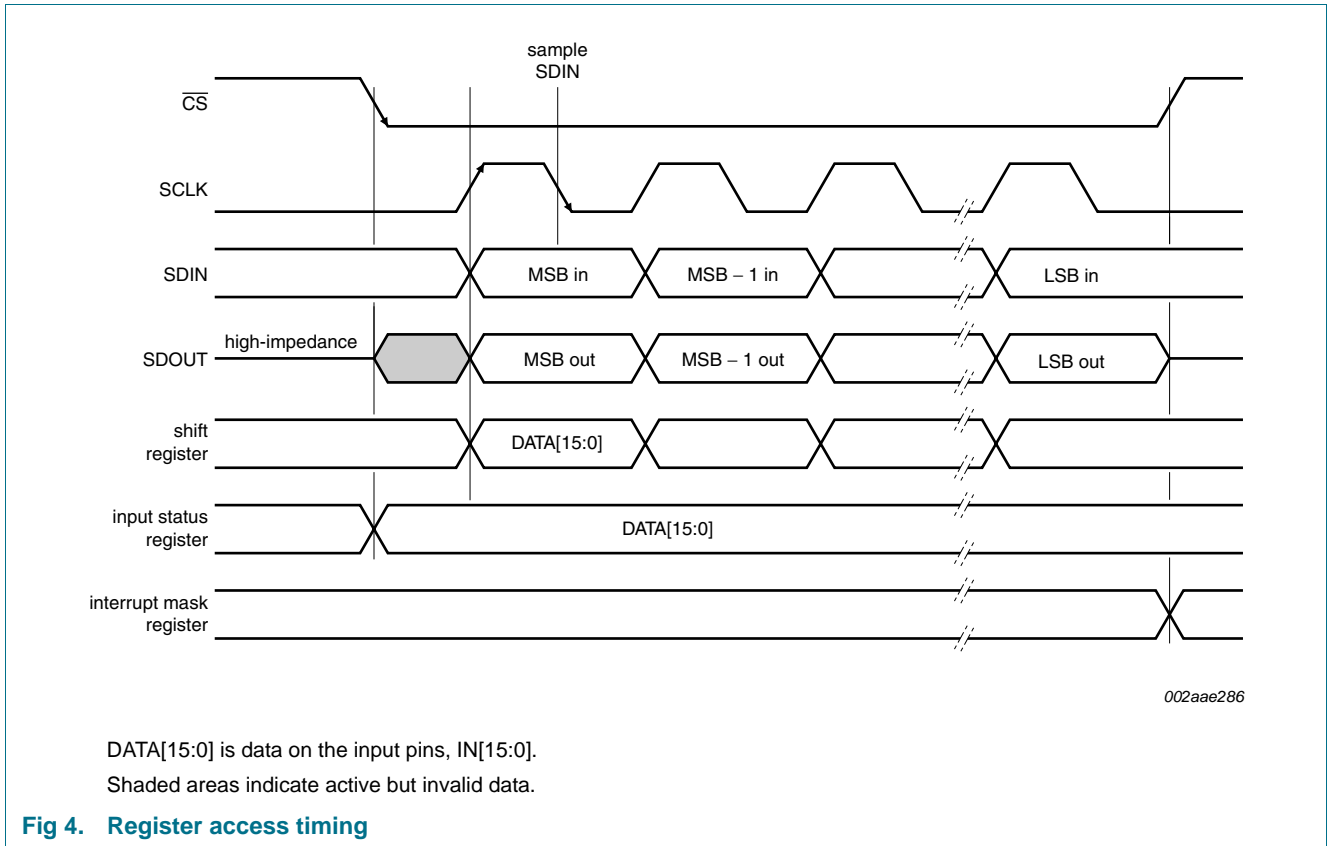 sample
SDIN
CS
SCLK
SDIN
MSB in
MSB − 1 in
LSB in
SDOUT
high-impedance
MSB out
MSB − 1 out
LSB out
shift
register
DATA[15:0]
input status
register
DATA[15:0]
interrupt mask
register
002aae286
DATA[15:0] is data on the input pins, IN[15:0].
Shaded areas indicate active but invalid data.
Fig 4. Register access timing